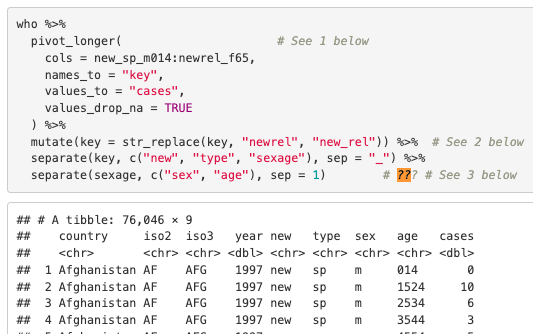 who %>%
  pivot_longer(                      # See 1 below
    cols = new_sp_m014:newrel_f65,
    names_to = "key",
    values_to = "cases",
    values_drop_na = TRUE
  ) %>%
  mutate(key = str_replace(key, "newrel", "new_rel")) %>%  # See 2 below
  separate(key, c("new", "type", "sexage"), sep = "_") %>%
  separate(sexage, c("sex", "age"), sep = 1)        # ??? # See 3 below
## # A tibble: 76,046 × 9
##    country     iso2  iso3   year new   type  sex   age   cases
##    <chr>       <chr> <chr> <dbl> <chr> <chr> <chr> <chr> <dbl>
##  1 Afghanistan AF    AFG    1997 new   sp    m     014       0
##  2 Afghanistan AF    AFG    1997 new   sp    m     1524     10
##  3 Afghanistan AF    AFG    1997 new   sp    m     2534      6
##  4 Afghanistan AF    AFG    1997 new   sp    m     3544      3